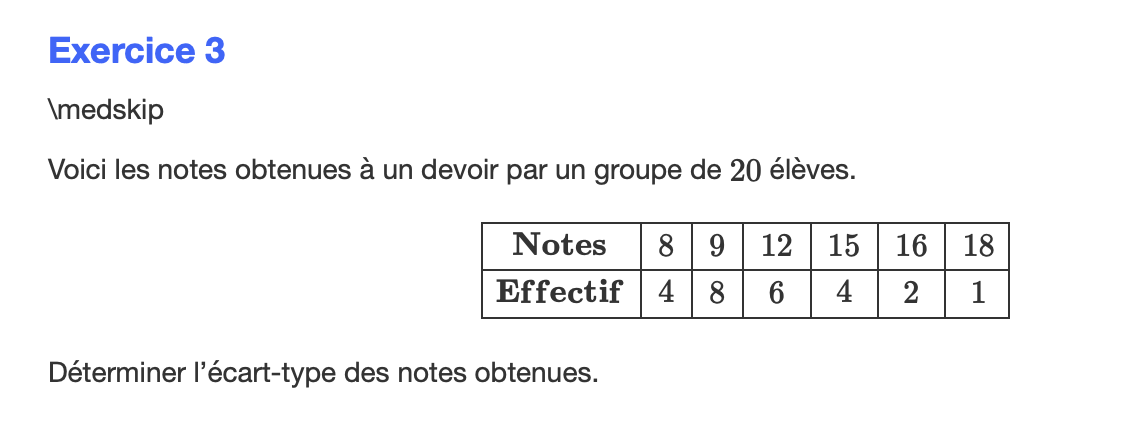 Exercice 3
\medskip
Voici les notes obtenues à un devoir par un groupe de 20 élèves.
Notes 8 9 12 15 16 18
Effectif 4 8 6 4 2 1
Déterminer l’écart-type des notes obtenues.